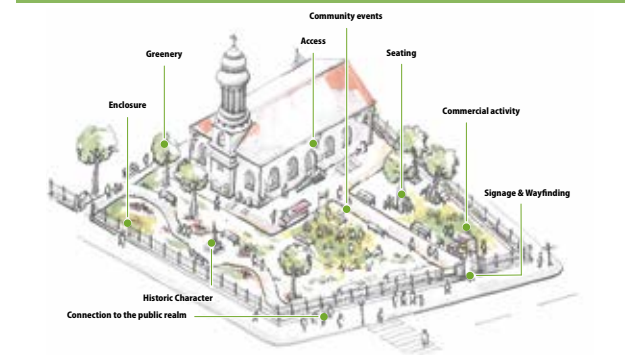 Community events
Access
Greenery
Seating
Enclosure
Commercial activity
Signage & Wayfinding
Historic Character
Connection to the public realm